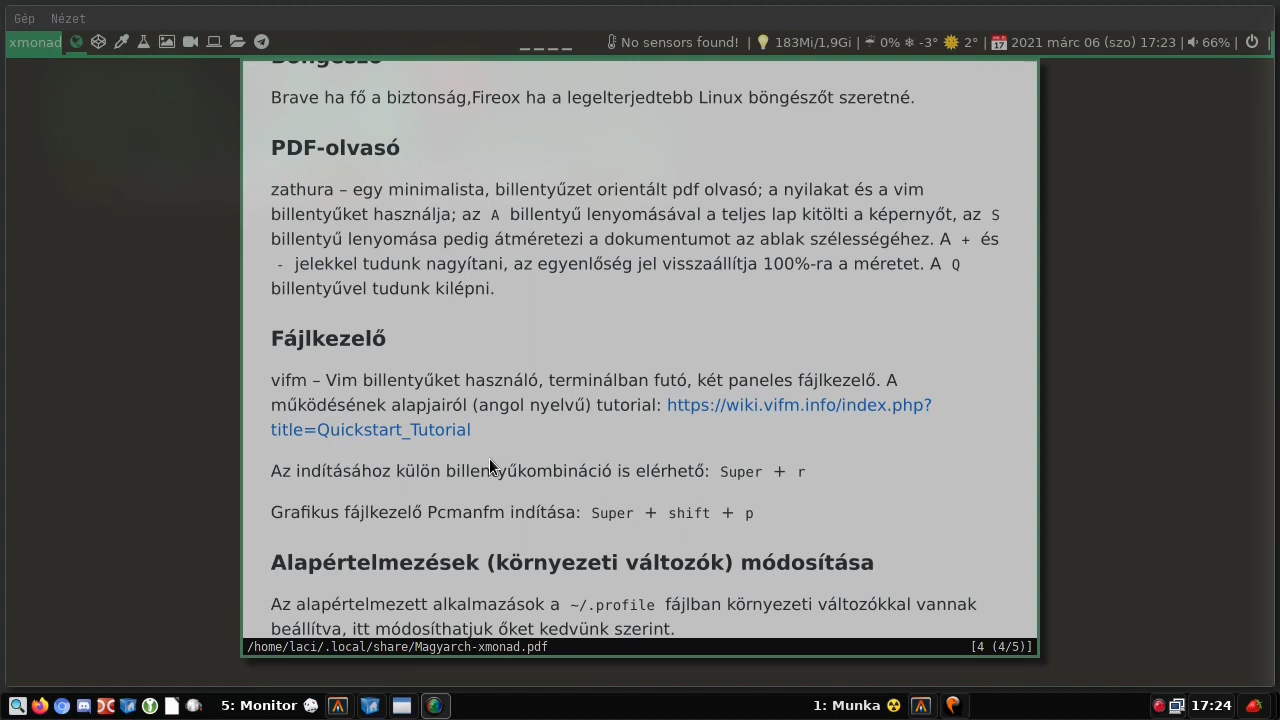 Gép Nézet
xmonad
No sensors found! | 183Mi/1,9Gi | 0% -3° 2° | 2021 márc 06 (szo) 17:23 | 66% |
Böngésző
Brave ha fő a biztonság,Fireox ha a legelterjedtebb Linux böngészőt szeretné.
PDF-olvasó
zathura – egy minimalista, billentyűzet orientált pdf olvasó; a nyilakat és a vim
billentyűket használja; az A billentyű lenyomásával a teljes lap kitölti a képernyőt, az S
billentyű lenyomása pedig átméretezi a dokumentumot az ablak szélességéhez. A + és
- jelekkel tudunk nagyítani, az egyenlőség jel visszaállítja 100%-ra a méretet. A Q
billentyűvel tudunk kilépni.
Fájlkezelő
vifm – Vim billentyűket használó, terminálban futó, két paneles fájlkezelő. A
működésének alapjairól (angol nyelvű) tutorial: https://wiki.vifm.info/index.php?
title=Quickstart_Tutorial
Az indításához külön billentyűkombináció is elérhető: Super + r
Grafikus fájlkezelő Pcmanfm indítása: Super + shift + p
Alapértelmezések (környezeti változók) módosítása
Az alapértelmezett alkalmazások a ~/.profile fájlban környezeti változókkal vannak
beállítva, itt módosíthatjuk őket kedvünk szerint.
/home/laci/.local/share/Magyarch-xmonad.pdf [4 (4/5)]
5: Monitor 1: Munka 17:24